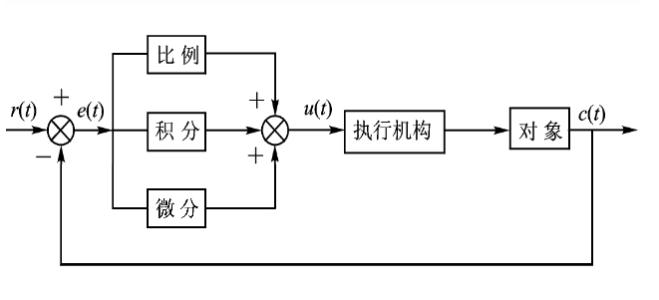 比例
r(t)
+
e(t)
+
积分
u(t)
执行机构
对象
c(t)
−
+
微分